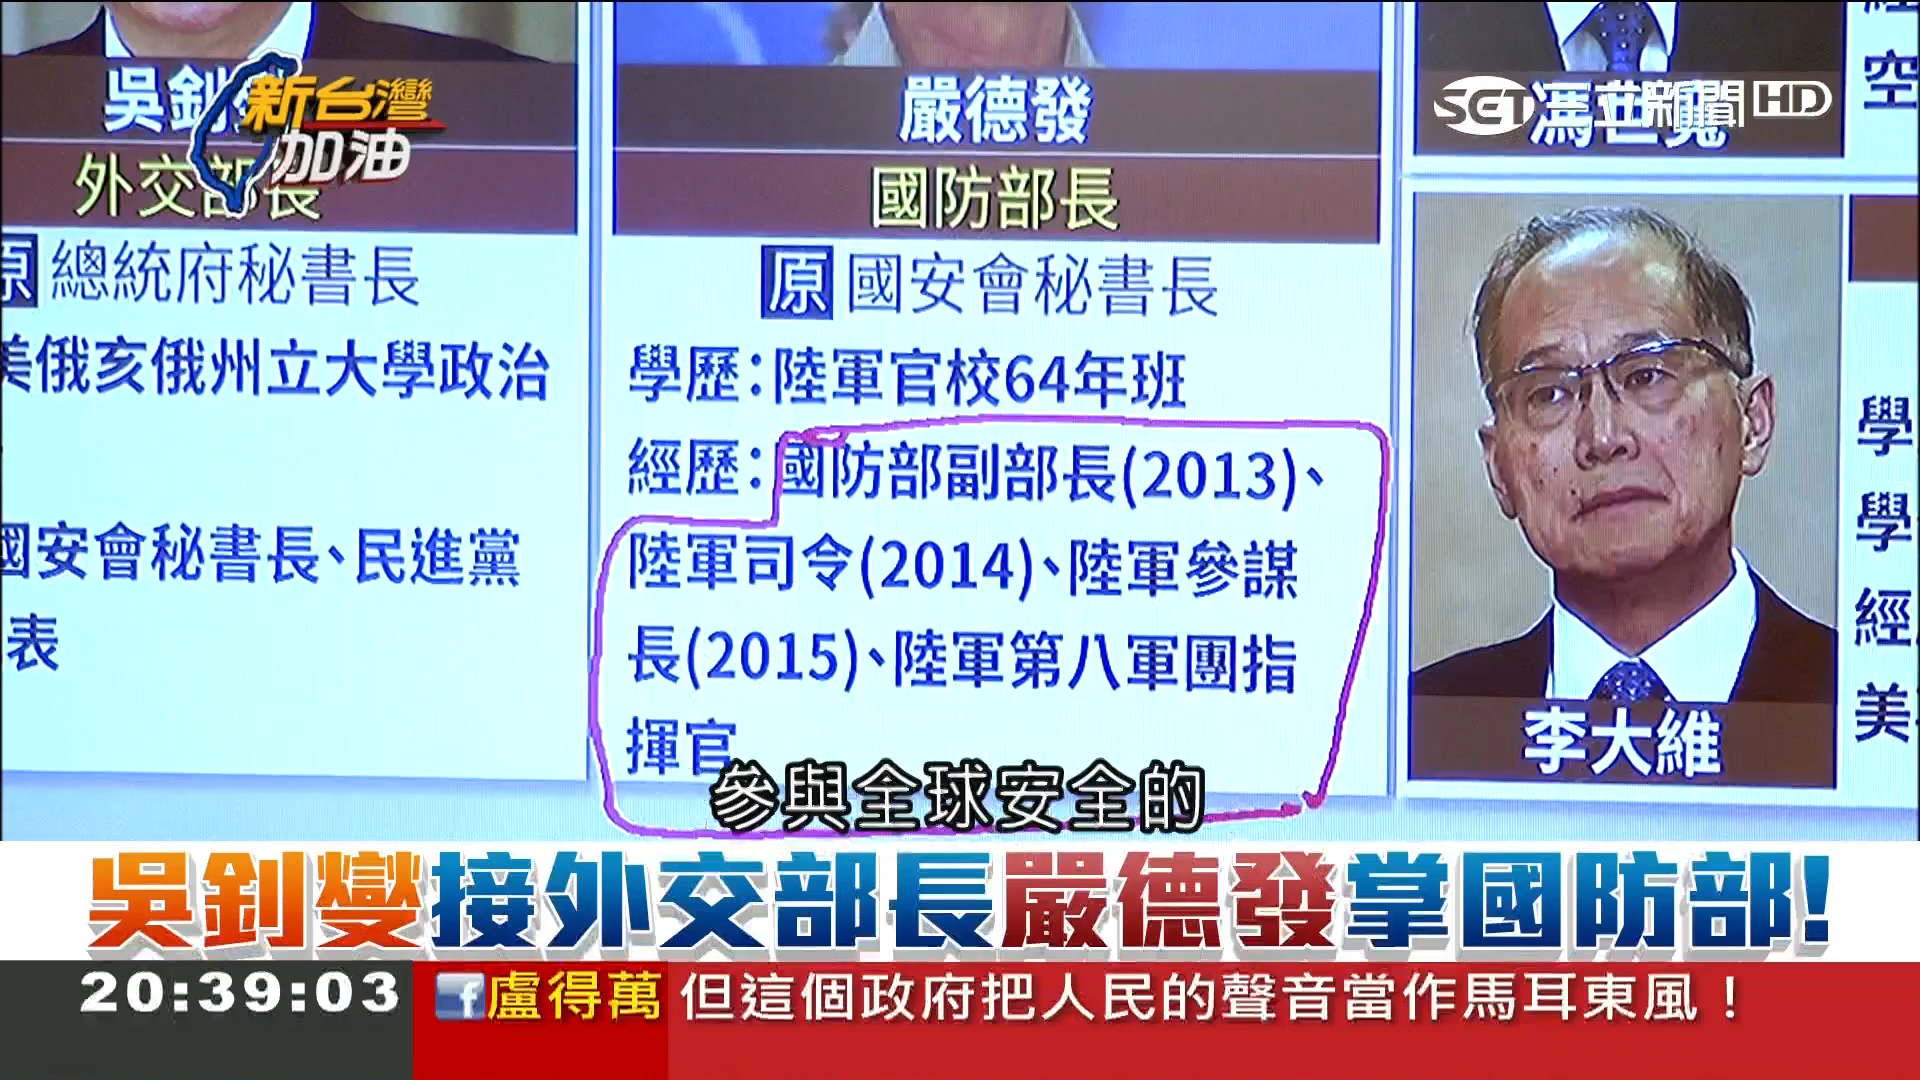 新台灣
加油
SET三立新聞HD
外交部長
原 總統府秘書長
美俄亥俄州立大學政治
國安會秘書長、民進黨
表
嚴德發
國防部長
原 國安會秘書長
學歷:陸軍官校64年班
經歷:國防部副部長(2013)、
陸軍司令(2014)、陸軍參謀
長(2015)、陸軍第八軍團指
揮官
李大維
空
學
學
經
美
參與全球安全的
吳釗燮接外交部長嚴德發掌國防部!
20:39:03
盧得萬 但這個政府把人民的聲音當作馬耳東風!